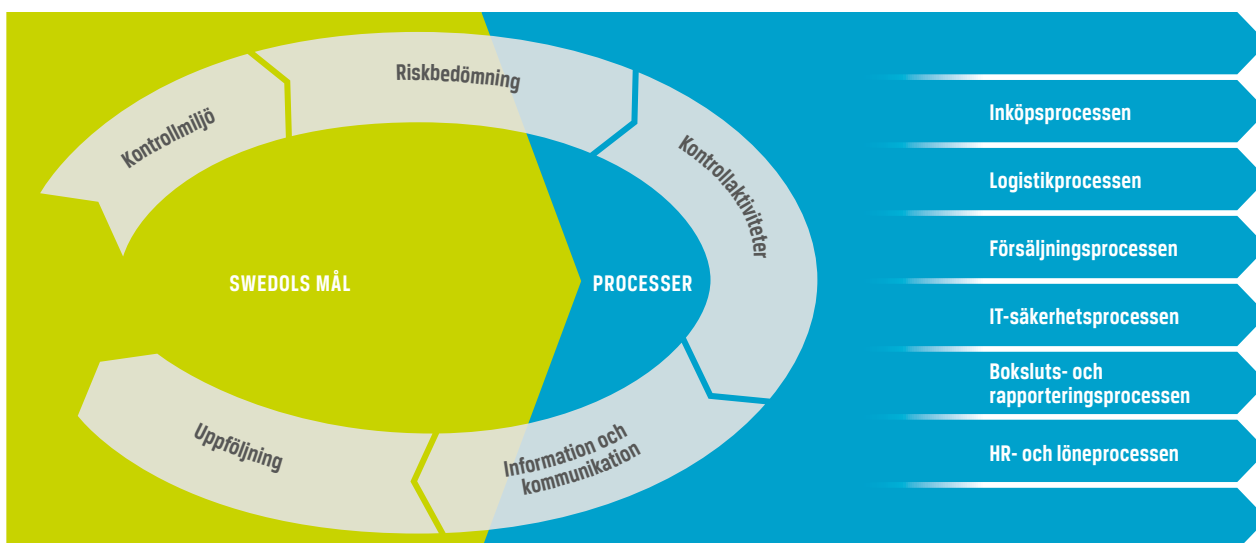 Riskbedömning
Kontrollmiljö
Kontrollaktiviteter
SWEDOLS MÅL
PROCESSER
Uppföljning
Information och
kommunikation
Inköpsprocessen
Logistikprocessen
Försäljningsprocessen
IT-säkerhetsprocessen
Boksluts- och
rapporteringsprocessen
HR- och löneprocessen